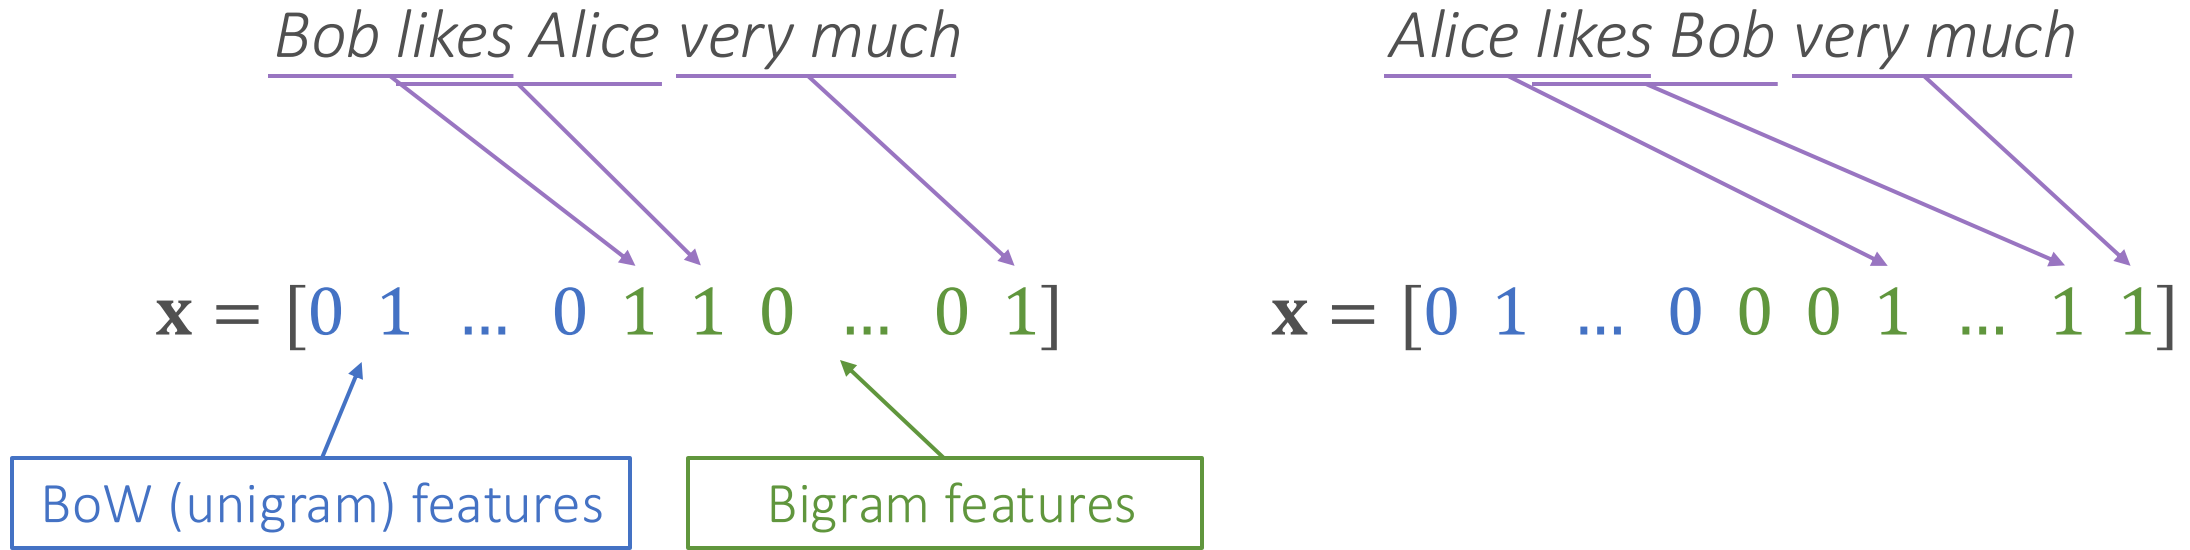 Bob likes Alice very much
Alice likes Bob very much
x = [0 1 ... 0 1 1 0 ... 0 1]
x = [0 1 ... 0 0 0 1 ... 1 1]
BoW (unigram) features
Bigram features